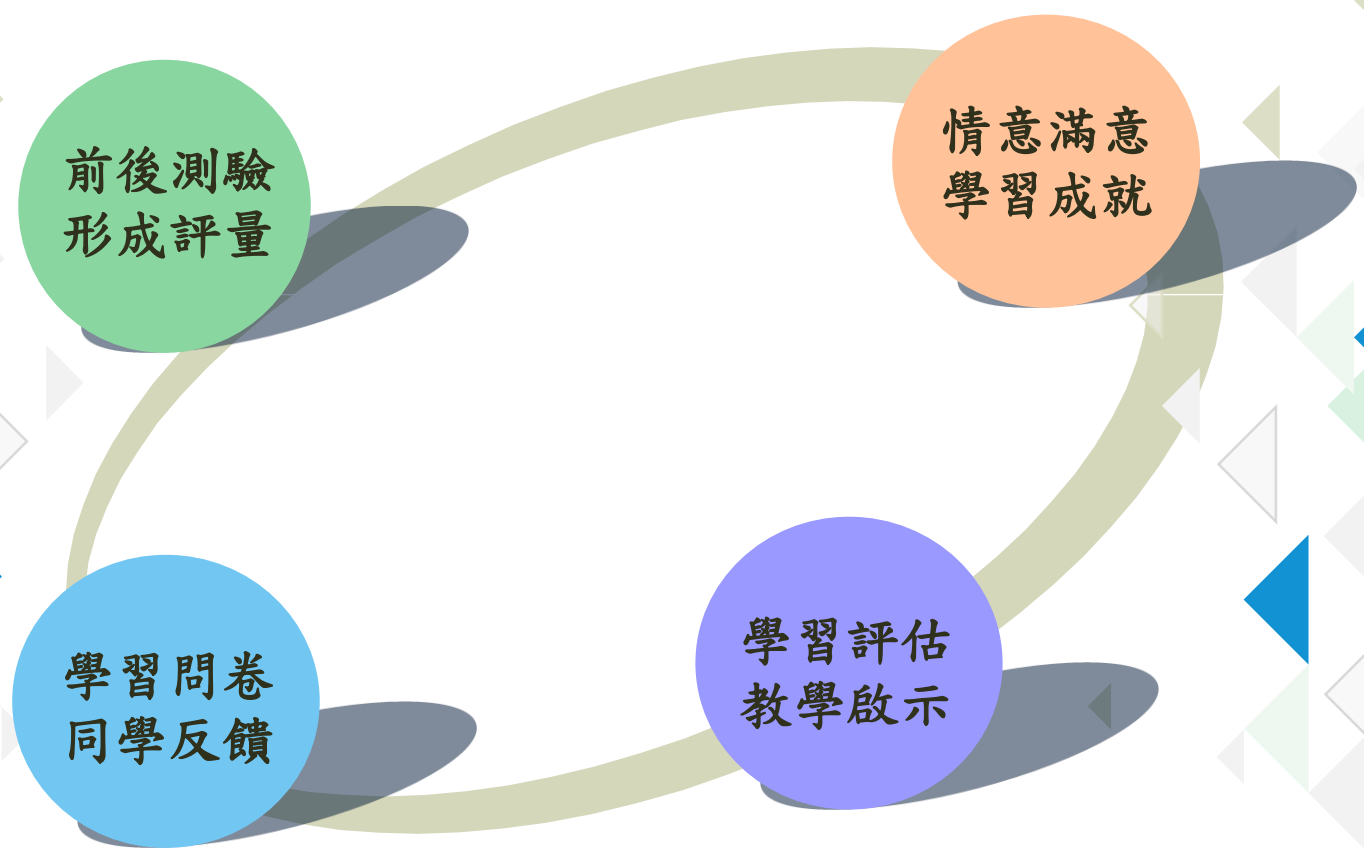 前後測驗
形成評量
情意滿意
學習成就
學習問卷
同學反饋
學習評估
教學啟示